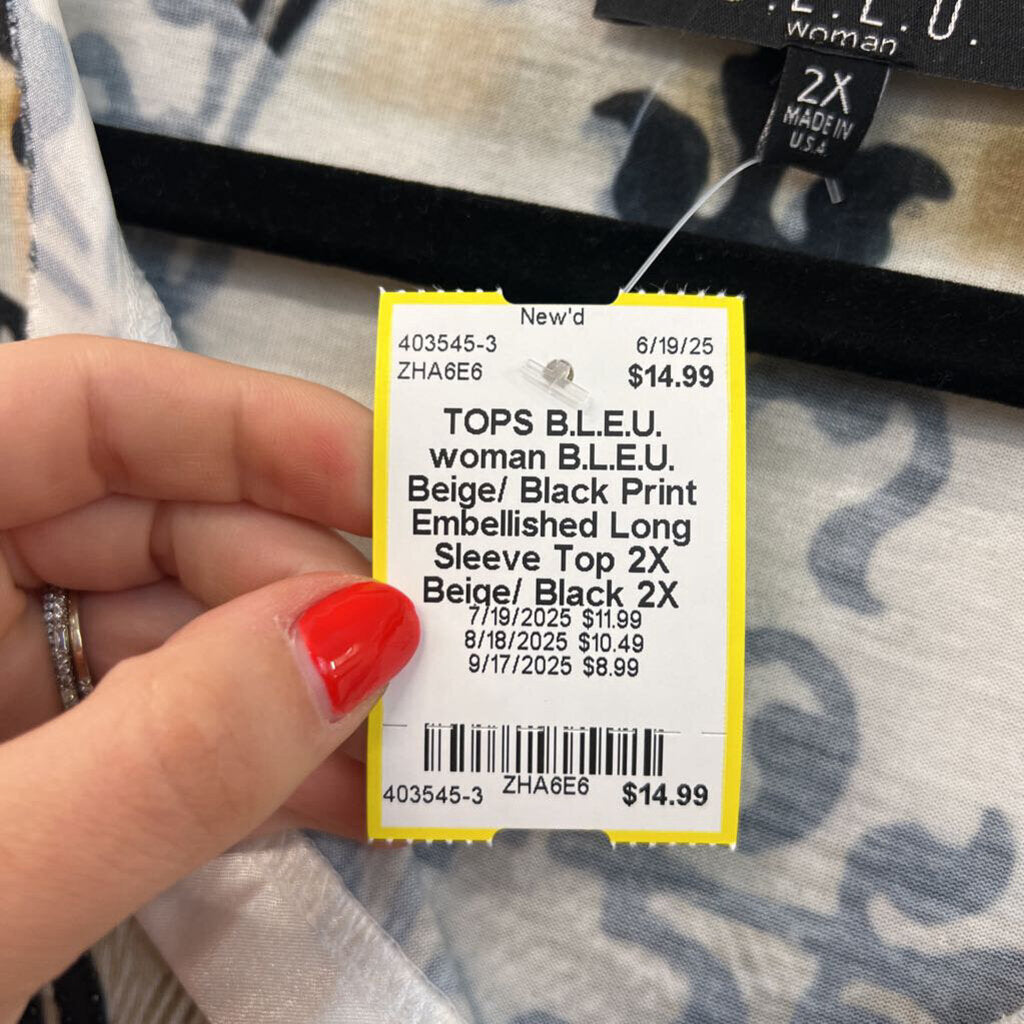 .L.E.U.
woman
2X
MADE IN
U.S.A.
New'd
403545-3 6/19/25
ZHA6E6 $14.99
TOPS B.L.E.U.
woman B.L.E.U.
Beige/ Black Print
Embellished Long
Sleeve Top 2X
Beige/ Black 2X
7/19/2025 $11.99
8/18/2025 $10.49
9/17/2025 $8.99
403545-3 ZHA6E6 $14.99